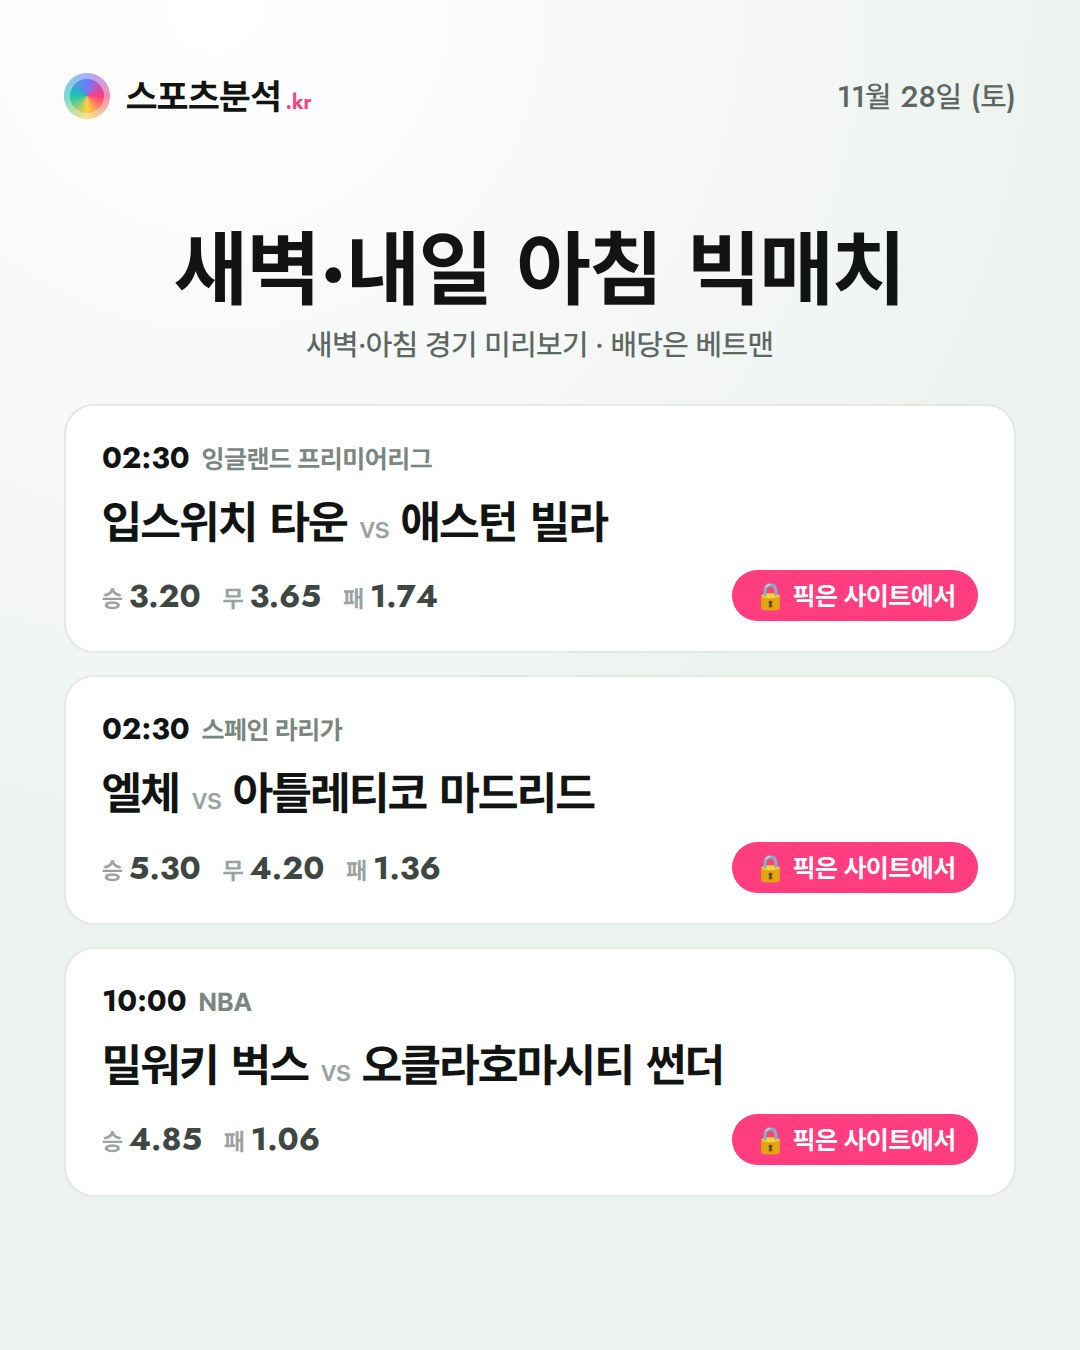 스포츠분석.kr
11월 28일 (토)
새벽·내일 아침 빅매치
새벽·아침 경기 미리보기 · 배당은 베트맨
02:30 잉글랜드 프리미어리그
입스위치 타운 vs 애스턴 빌라
승 3.20 무 3.65 패 1.74
🔒 픽은 사이트에서
02:30 스페인 라리가
엘체 vs 아틀레티코 마드리드
승 5.30 무 4.20 패 1.36
🔒 픽은 사이트에서
10:00 NBA
밀워키 벅스 vs 오클라호마시티 썬더
승 4.85 패 1.06
🔒 픽은 사이트에서